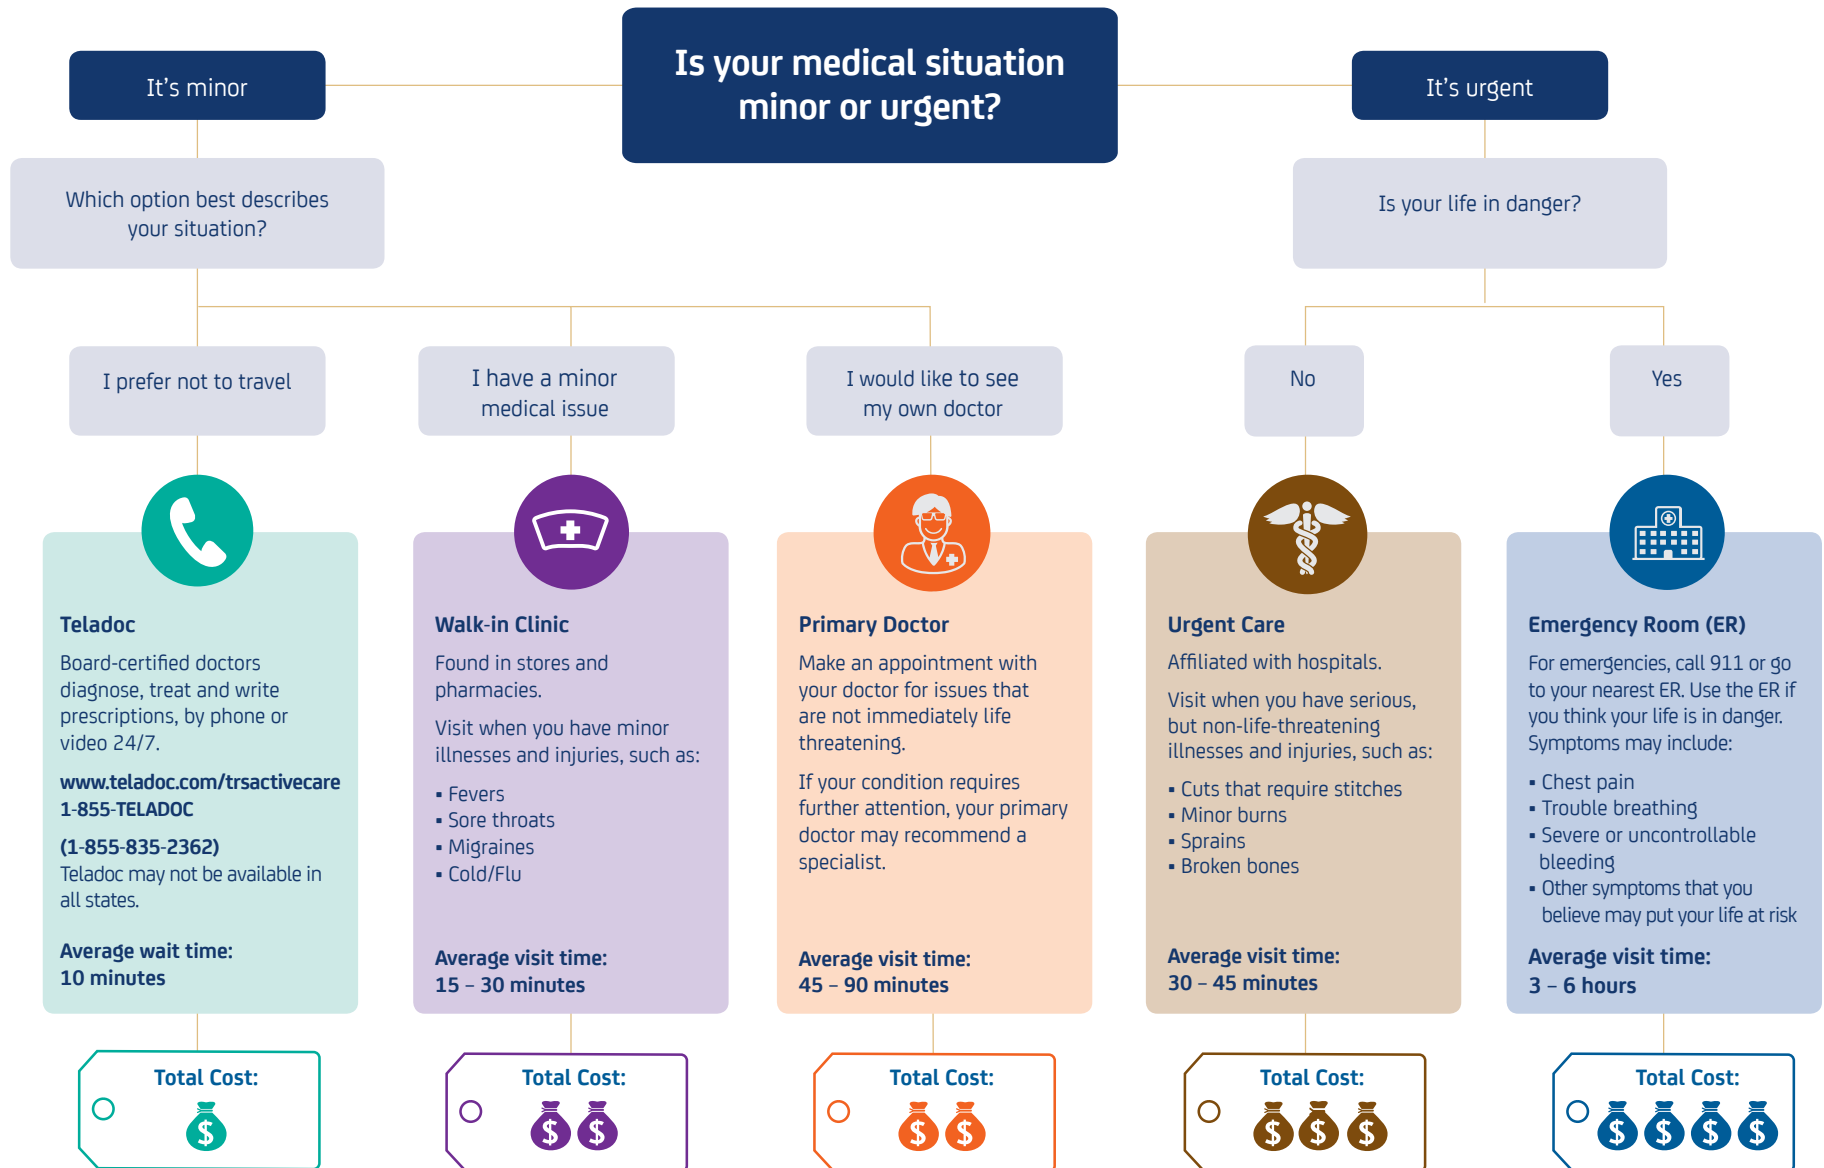 Is your medical situation
minor or urgent?
It's minor
It's urgent
Which option best describes
your situation?
Is your life in danger?
I prefer not to travel
I have a minor
medical issue
I would like to see
my own doctor
No
Yes
Teladoc
Board-certified doctors
diagnose, treat and write
prescriptions, by phone or
video 24/7.
www.teladoc.com/trsactivecare
1-855-TELADOC
(1-855-835-2362)
Teladoc may not be available in
all states.
Average wait time:
10 minutes
Walk-in Clinic
Found in stores and
pharmacies.
Visit when you have minor
illnesses and injuries, such as:
▪ Fevers
▪ Sore throats
▪ Migraines
▪ Cold/Flu
Average visit time:
15 – 30 minutes
Primary Doctor
Make an appointment with
your doctor for issues that
are not immediately life
threatening.
If your condition requires
further attention, your primary
doctor may recommend a
specialist.
Average visit time:
45 – 90 minutes
Urgent Care
Affiliated with hospitals.
Visit when you have serious,
but non-life-threatening
illnesses and injuries, such as:
▪ Cuts that require stitches
▪ Minor burns
▪ Sprains
▪ Broken bones
Average visit time:
30 – 45 minutes
Emergency Room (ER)
For emergencies, call 911 or go
to your nearest ER. Use the ER if
you think your life is in danger.
Symptoms may include:
▪ Chest pain
▪ Trouble breathing
▪ Severe or uncontrollable
bleeding
▪ Other symptoms that you
believe may put your life at risk
Average visit time:
3 – 6 hours
Total Cost:
$
Total Cost:
$ $
Total Cost:
$ $
Total Cost:
$ $ $
Total Cost:
$ $ $ $